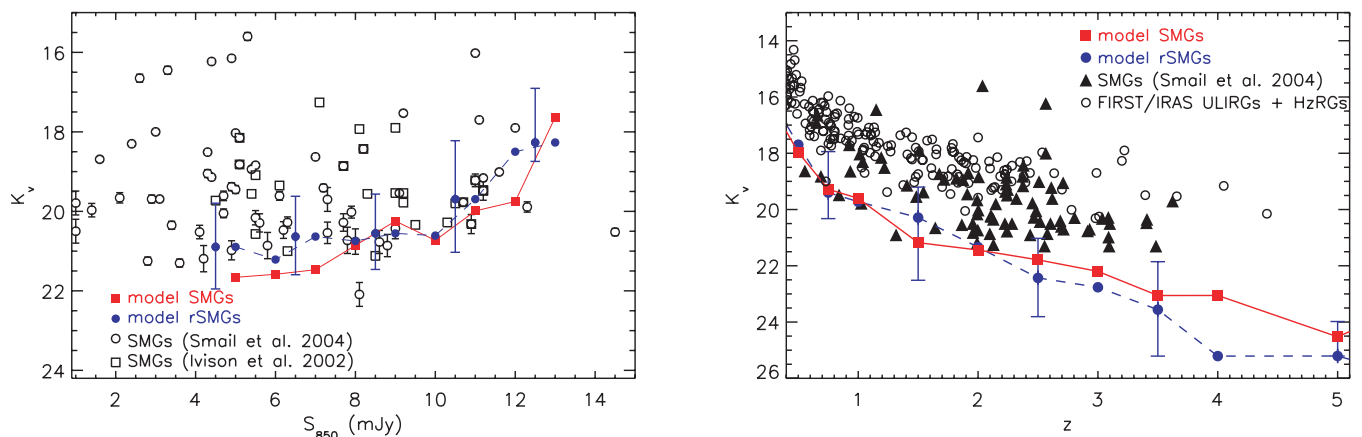 16
18
20
22
24
K_v
2 4 6 8 10 12 14
S_850 (mJy)
model SMGs
model rSMGs
SMGs (Smail et al. 2004)
SMGs (Ivison et al. 2002)
14
16
18
20
22
24
26
K_v
1 2 3 4 5
z
model SMGs
model rSMGs
SMGs (Smail et al. 2004)
FIRST/IRAS ULIRGs + HzRGs